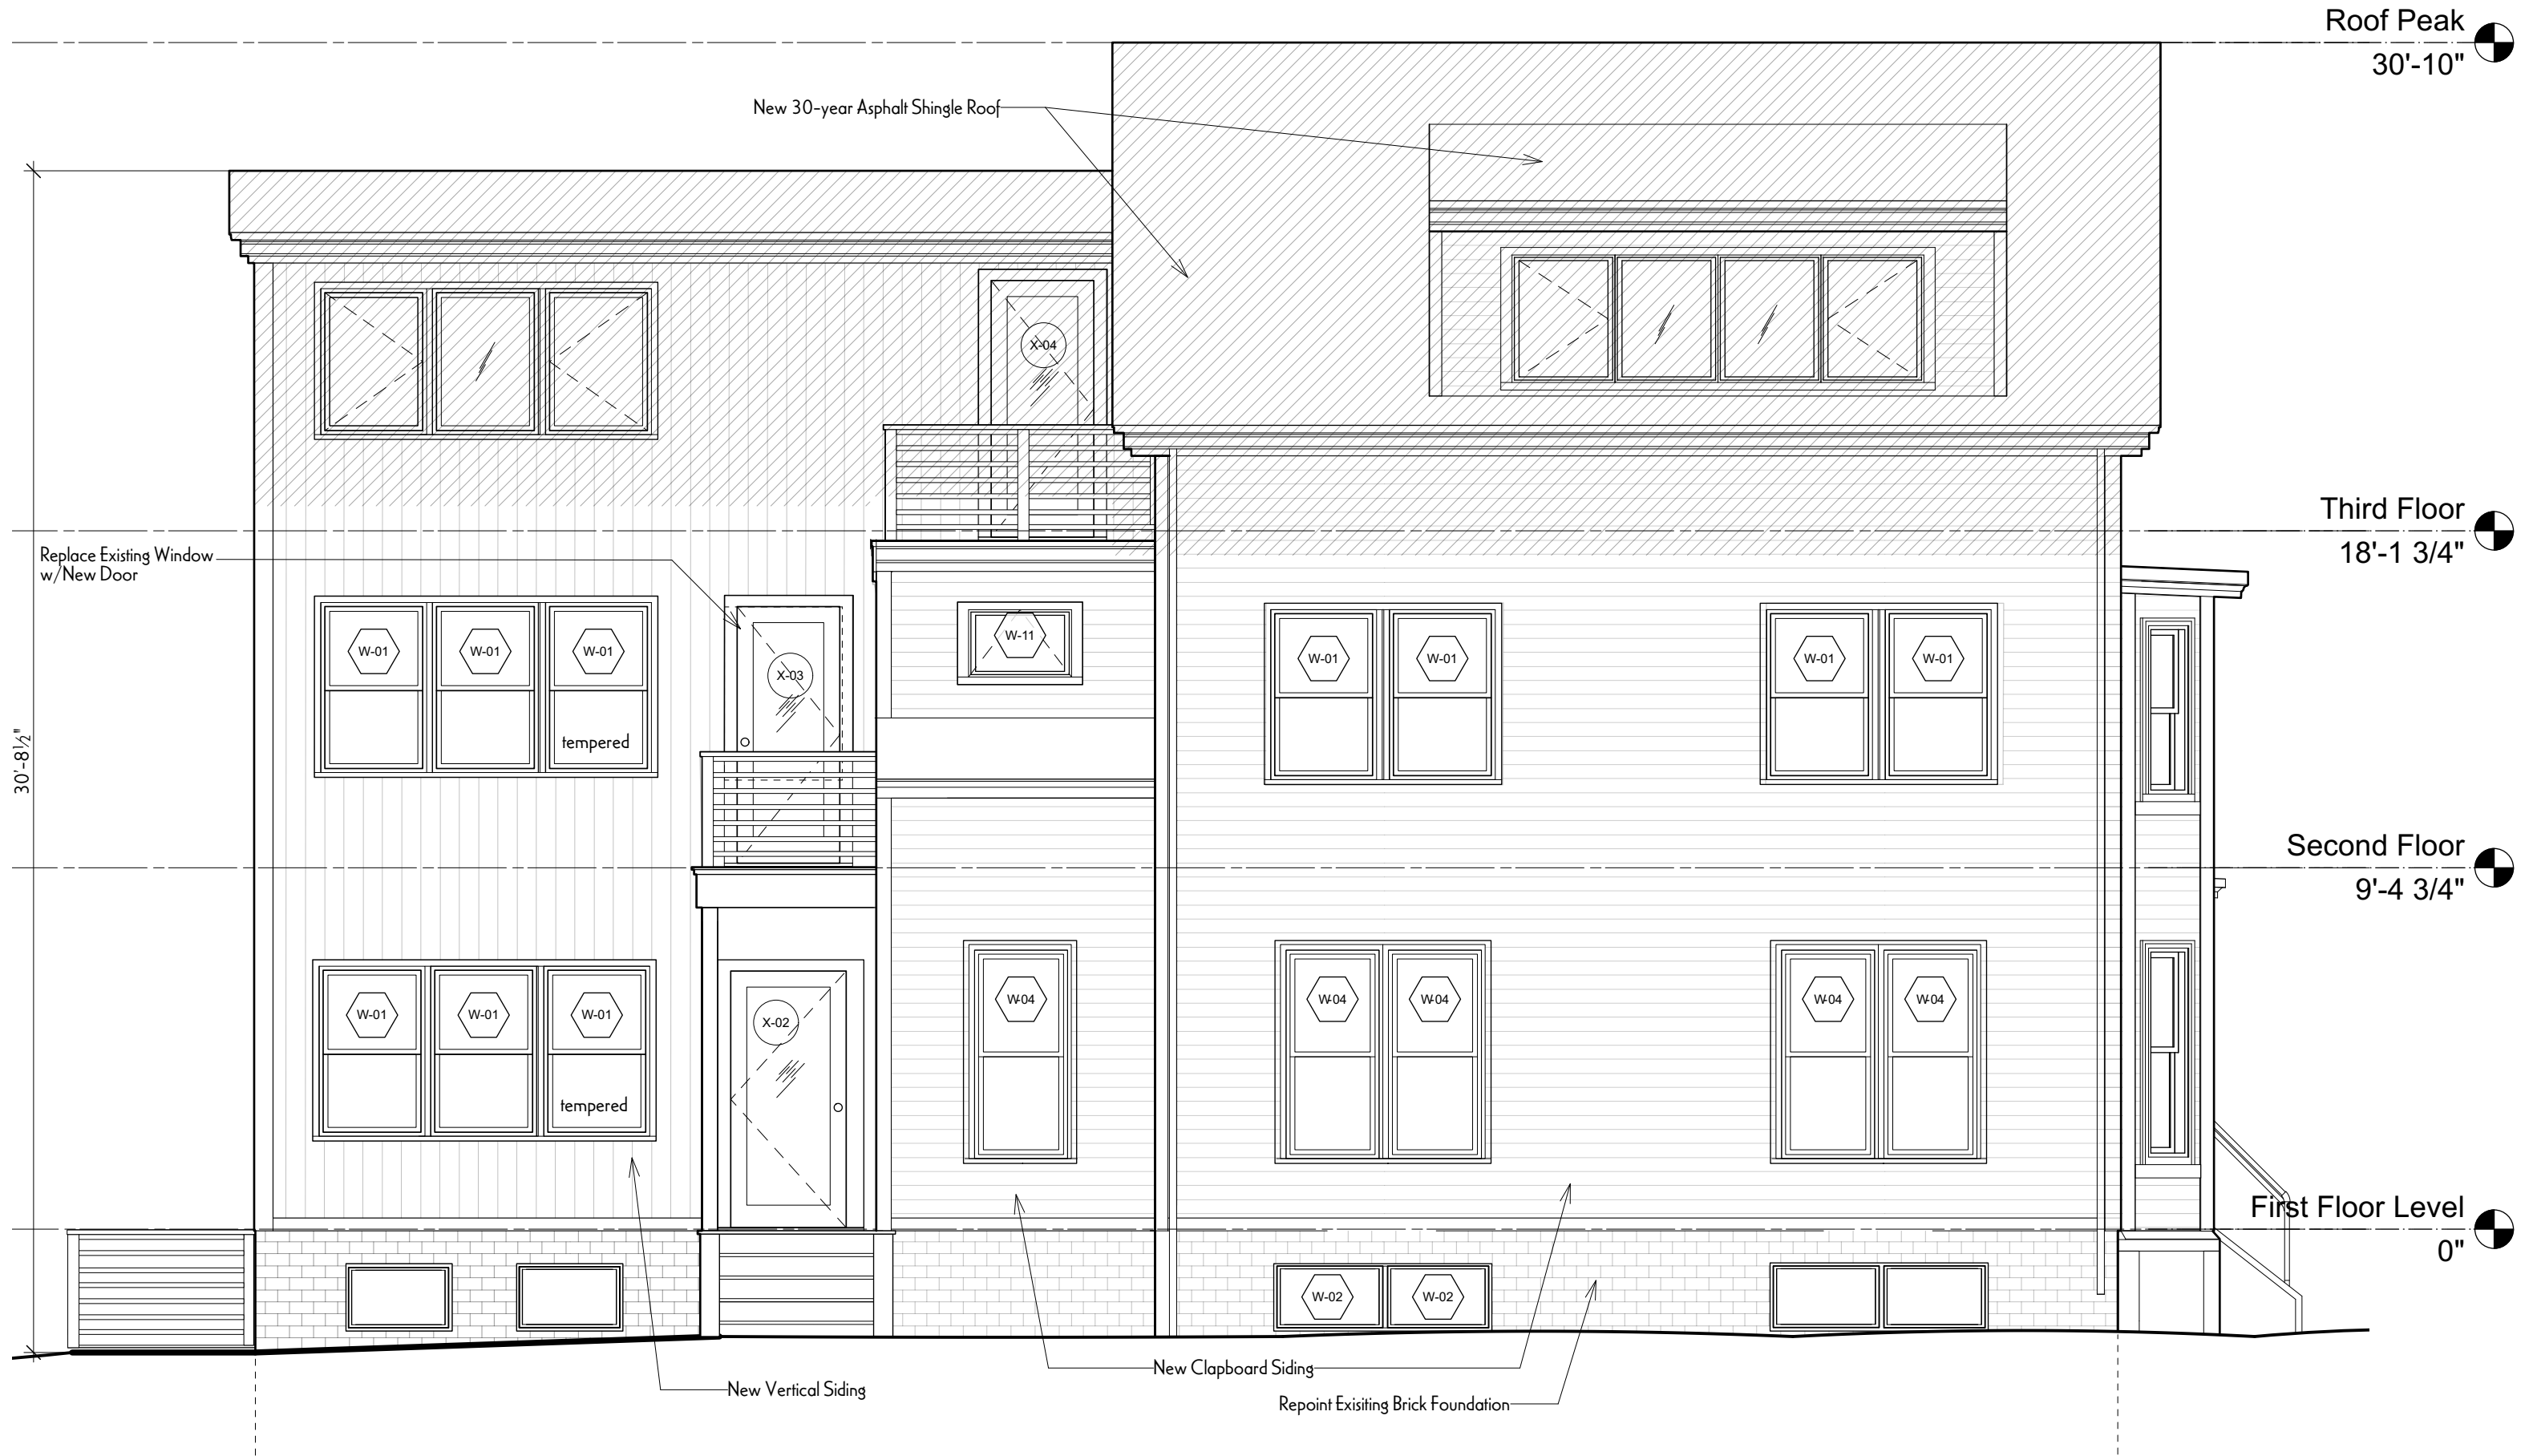 Roof Peak
30'-10"
New 30-year Asphalt Shingle Roof
X-04
Third Floor
18'-1 3/4"
Replace Existing Window
w/New Door
W-01
W-01
W-01
tempered
X-03
W-11
W-01
W-01
W-01
W-01
30'-8½"
Second Floor
9'-4 3/4"
W-01
W-01
W-01
tempered
X-02
W-04
W-04
W-04
W-04
W-04
First Floor Level
0"
W-02
W-02
New Clapboard Siding
New Vertical Siding
Repoint Exisiting Brick Foundation